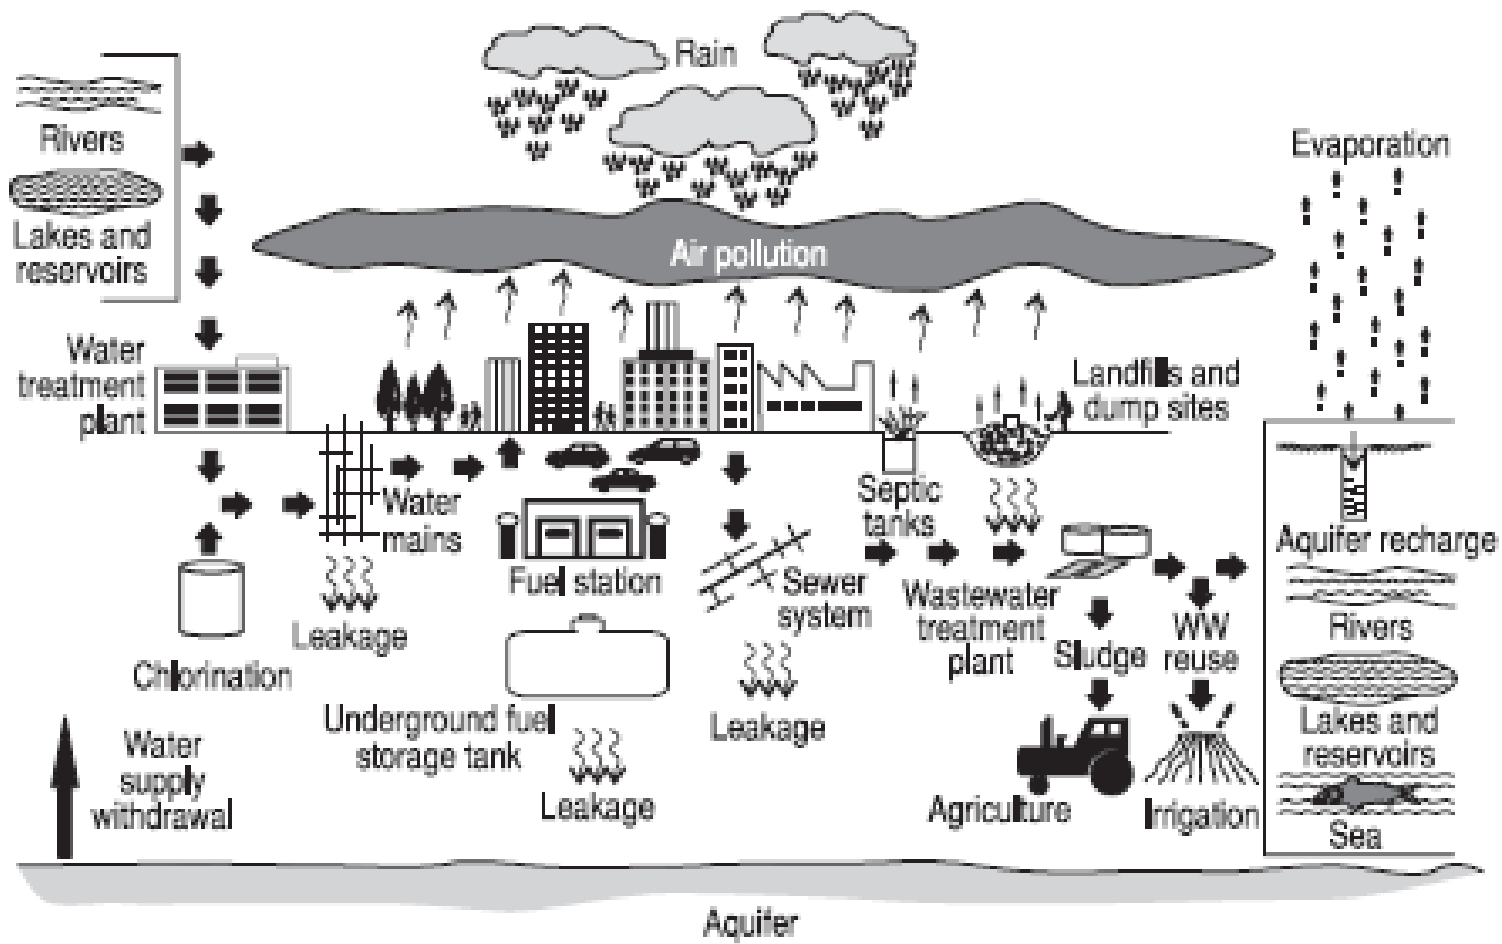 Rain
Rivers
Lakes and
reservoirs
Evaporation
Air pollution
Water
treatment
plant
Landfills and
dump sites
Water
mains
Septic
tanks
Aquifer recharge
Fuel station
Sewer
system
Wastewater
treatment
plant
Sludge
WW
reuse
Rivers
Leakage
Chlorination
Lakes and
reservoirs
Underground fuel
storage tank
Leakage
Water
supply
withdrawal
Leakage
Agriculture
Irrigation
Sea
Aquifer